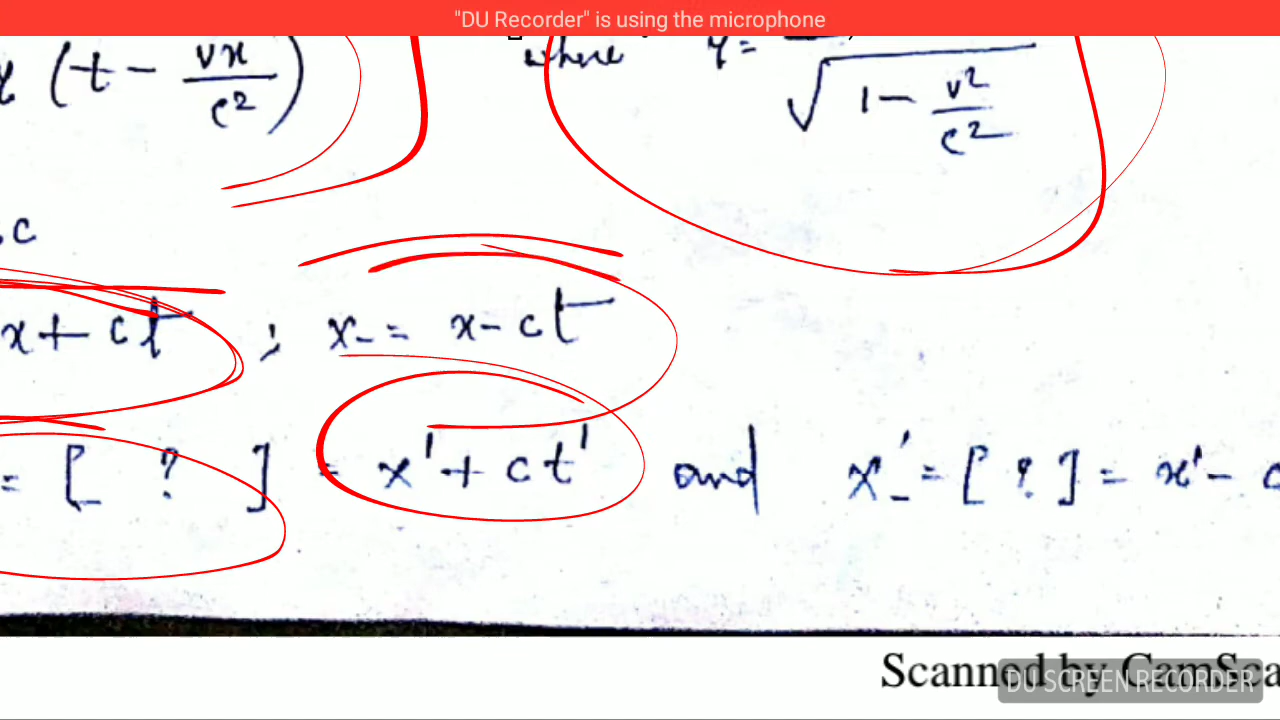 "DU Recorder" is using the microphone
(t - vx/c²) where γ = √(1 - v²/c²)
c
x + ct ; x₋ = x - ct
= [ ? ] = x' + ct' and x'₋ = [ ? ] = x' - c
Scanned by CamSca
DU SCREEN RECORDER